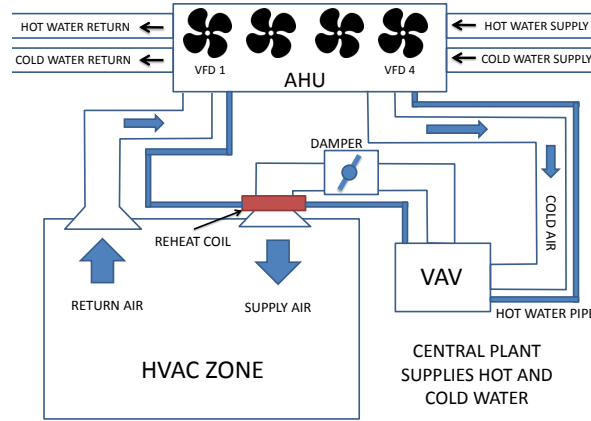 HOT WATER RETURN
HOT WATER SUPPLY
COLD WATER RETURN
COLD WATER SUPPLY
VFD 1
VFD 4
AHU
DAMPER
COLD AIR
REHEAT COIL
RETURN AIR
SUPPLY AIR
VAV
HOT WATER PIPE
HVAC ZONE
CENTRAL PLANT
SUPPLIES HOT AND
COLD WATER